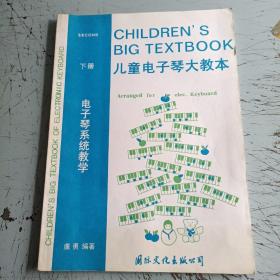 SECOND
CHILDREN'S
BIG TEXTBOOK
下册
儿童电子琴大教本
Arranged for elec. Keyboard
电子琴系统教学
卢勇 编著
国际文化出版公司
CHILDREN'S BIG TEXTBOOK OF ELECTRONIC KEYBOARD